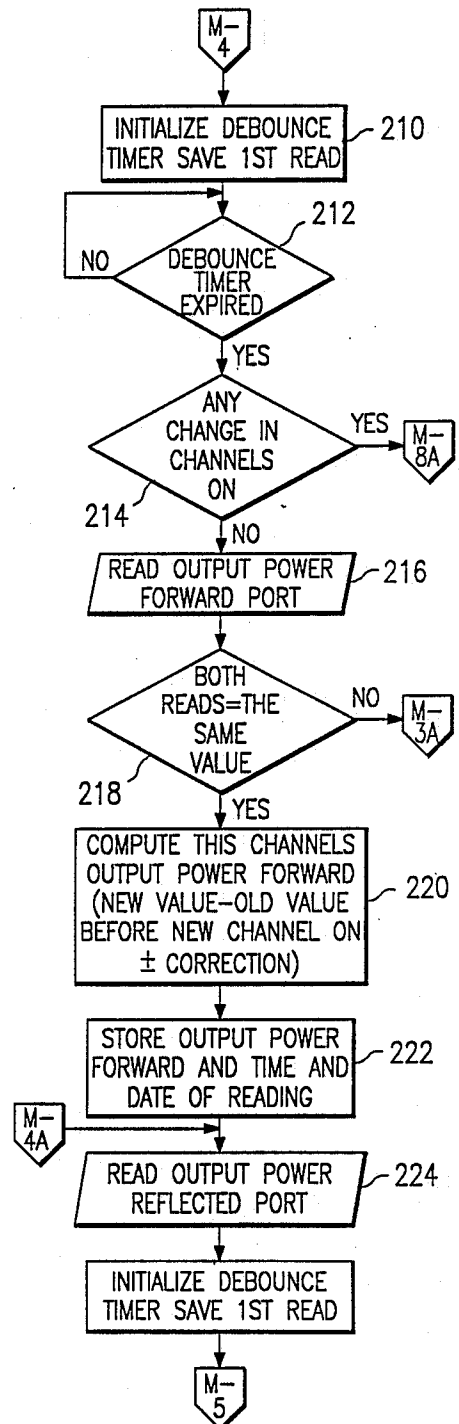 M-
4
INITIALIZE DEBOUNCE
TIMER SAVE 1ST READ
210
212
NO
DEBOUNCE
TIMER
EXPIRED
YES
ANY
CHANGE IN
CHANNELS
ON
YES
M-
8A
214
NO
READ OUTPUT POWER
FORWARD PORT
216
BOTH
READS=THE
SAME
VALUE
NO
M-
3A
218
YES
COMPUTE THIS CHANNELS
OUTPUT POWER FORWARD
(NEW VALUE-OLD VALUE
BEFORE NEW CHANNEL ON
± CORRECTION)
220
STORE OUTPUT POWER
FORWARD AND TIME AND
DATE OF READING
222
M-
4A
READ OUTPUT POWER
REFLECTED PORT
224
INITIALIZE DEBOUNCE
TIMER SAVE 1ST READ
M-
5